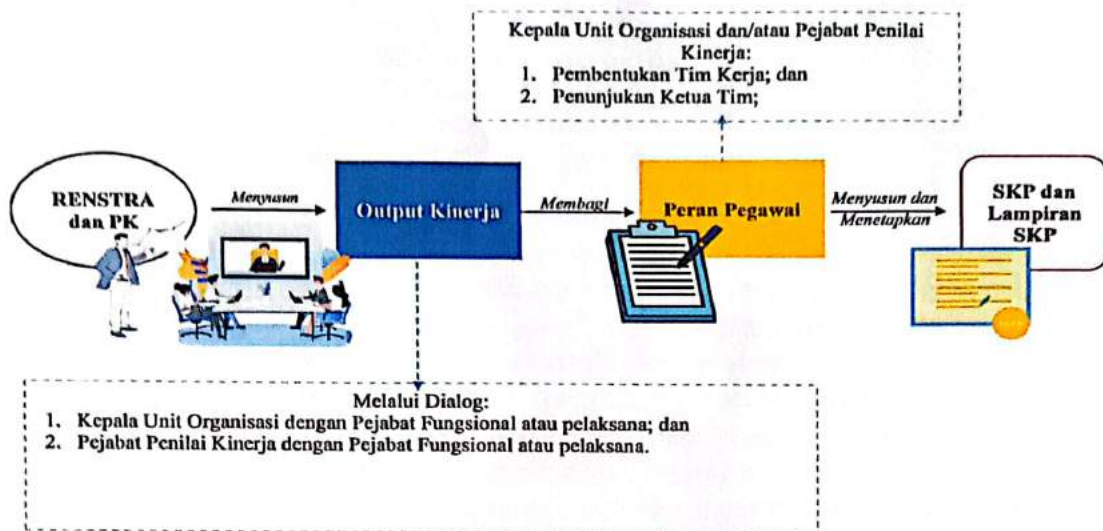 Kepala Unit Organisasi dan/atau Pejabat Penilai
Kinerja:
1. Pembentukan Tim Kerja; dan
2. Penunjukan Ketua Tim;
RENSTRA
dan PK
Menyusun
Output Kinerja
Membagi
Peran Pegawai
Menyusun dan
Menetapkan
SKP dan
Lampiran
SKP
Melalui Dialog:
1. Kepala Unit Organisasi dengan Pejabat Fungsional atau pelaksana; dan
2. Pejabat Penilai Kinerja dengan Pejabat Fungsional atau pelaksana.